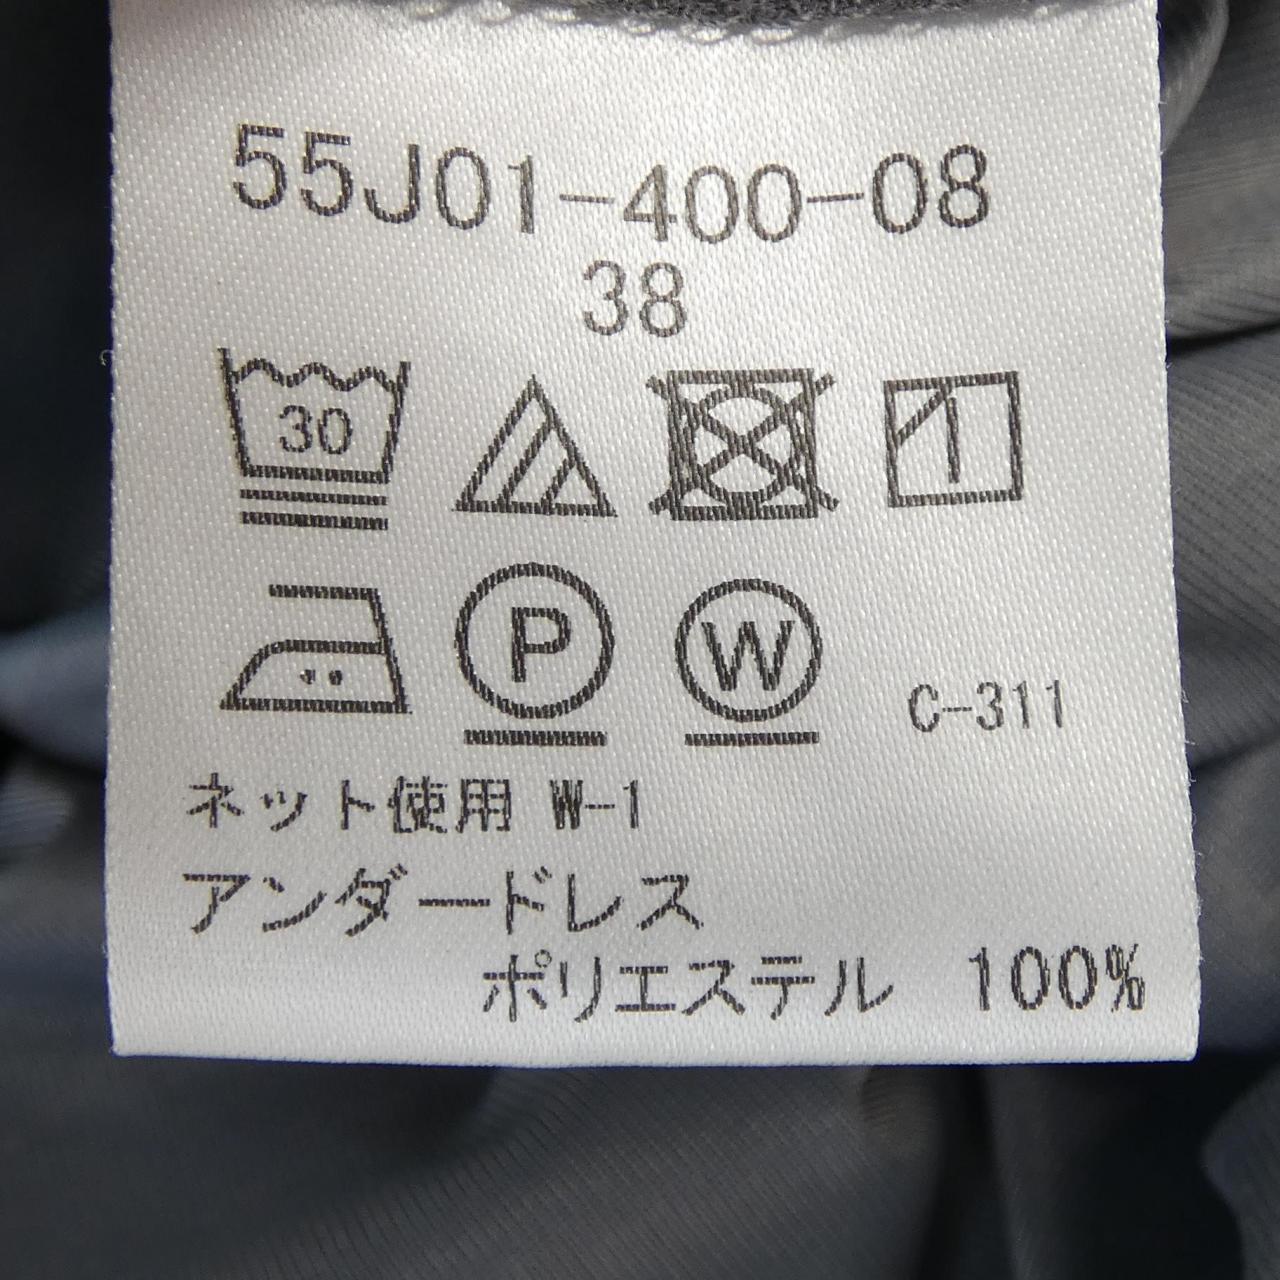 55J01-400-08
38
30
P W C-311
ネット使用 W-1
アンダードレス
ポリエステル 100%